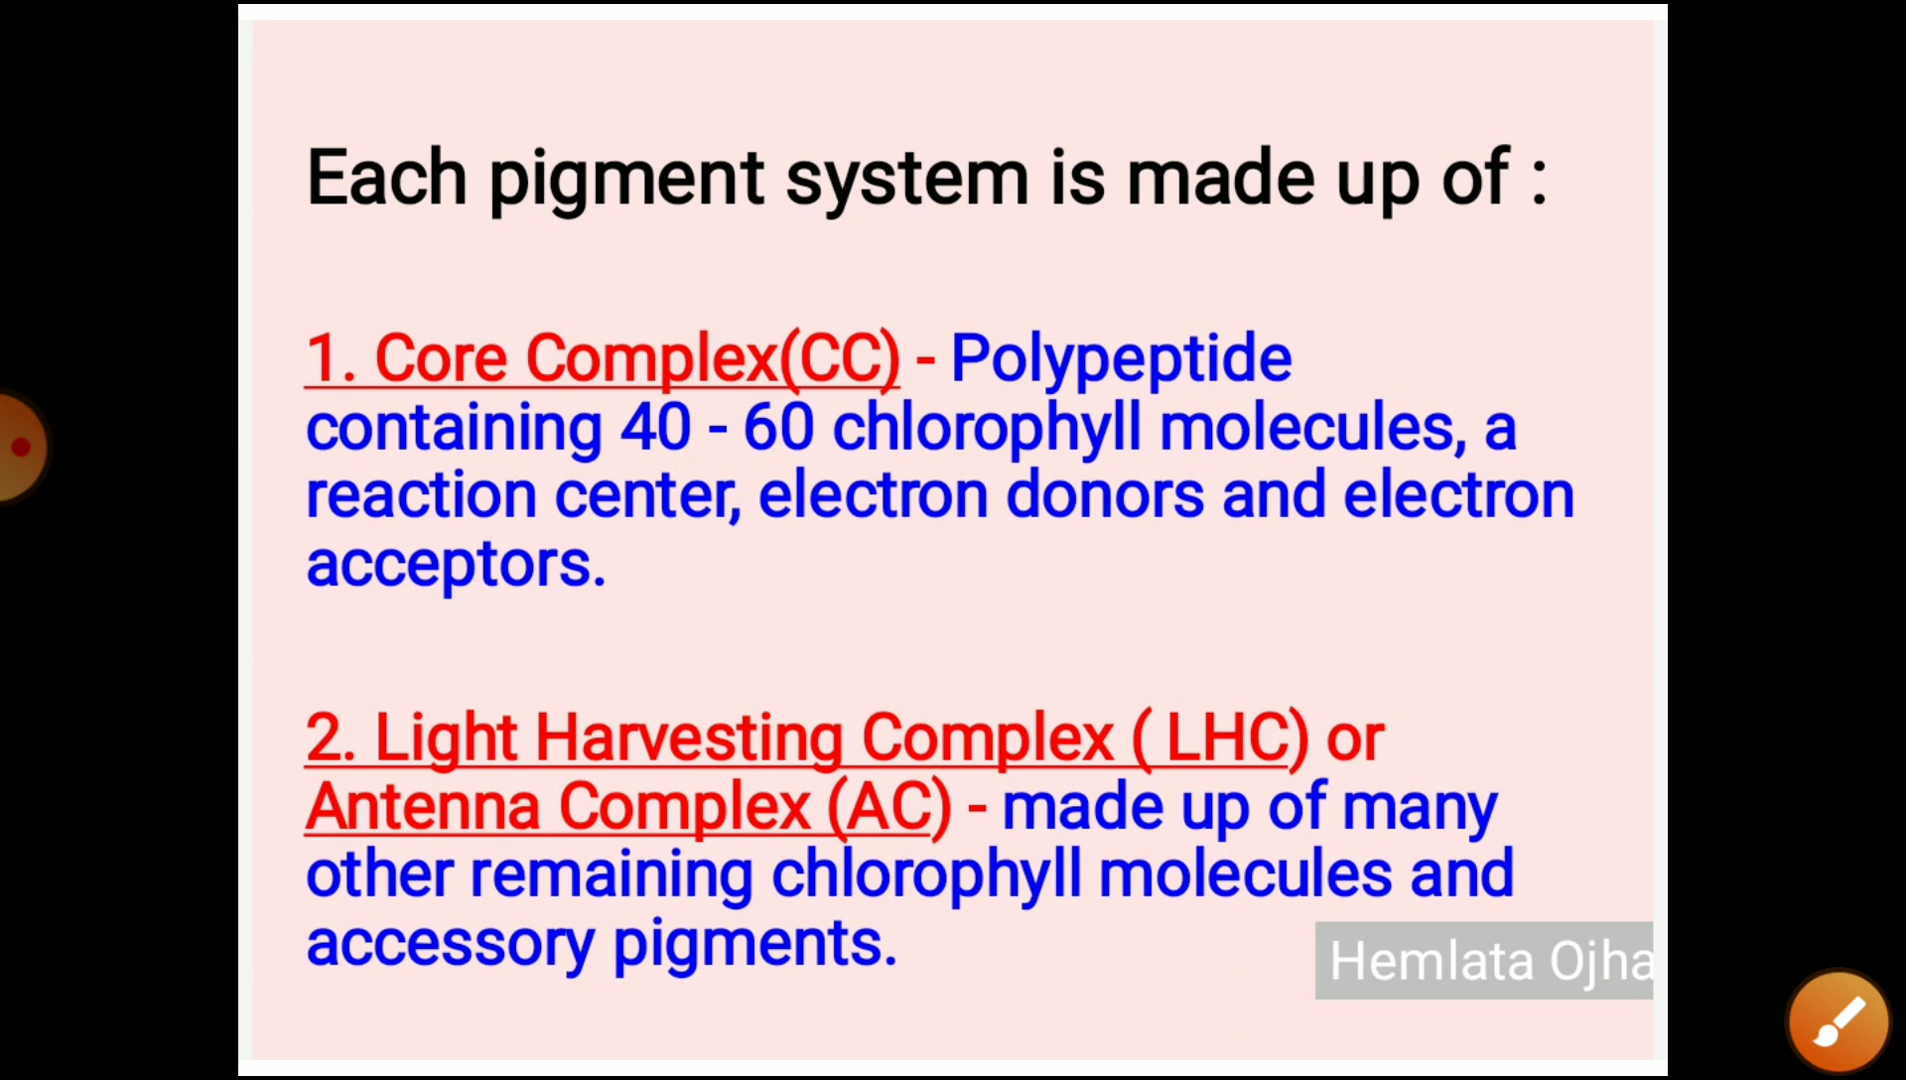 Each pigment system is made up of :
1. Core Complex(CC) - Polypeptide
containing 40 - 60 chlorophyll molecules, a
reaction center, electron donors and electron
acceptors.
2. Light Harvesting Complex ( LHC) or
Antenna Complex (AC) - made up of many
other remaining chlorophyll molecules and
accessory pigments.
Hemlata Ojha